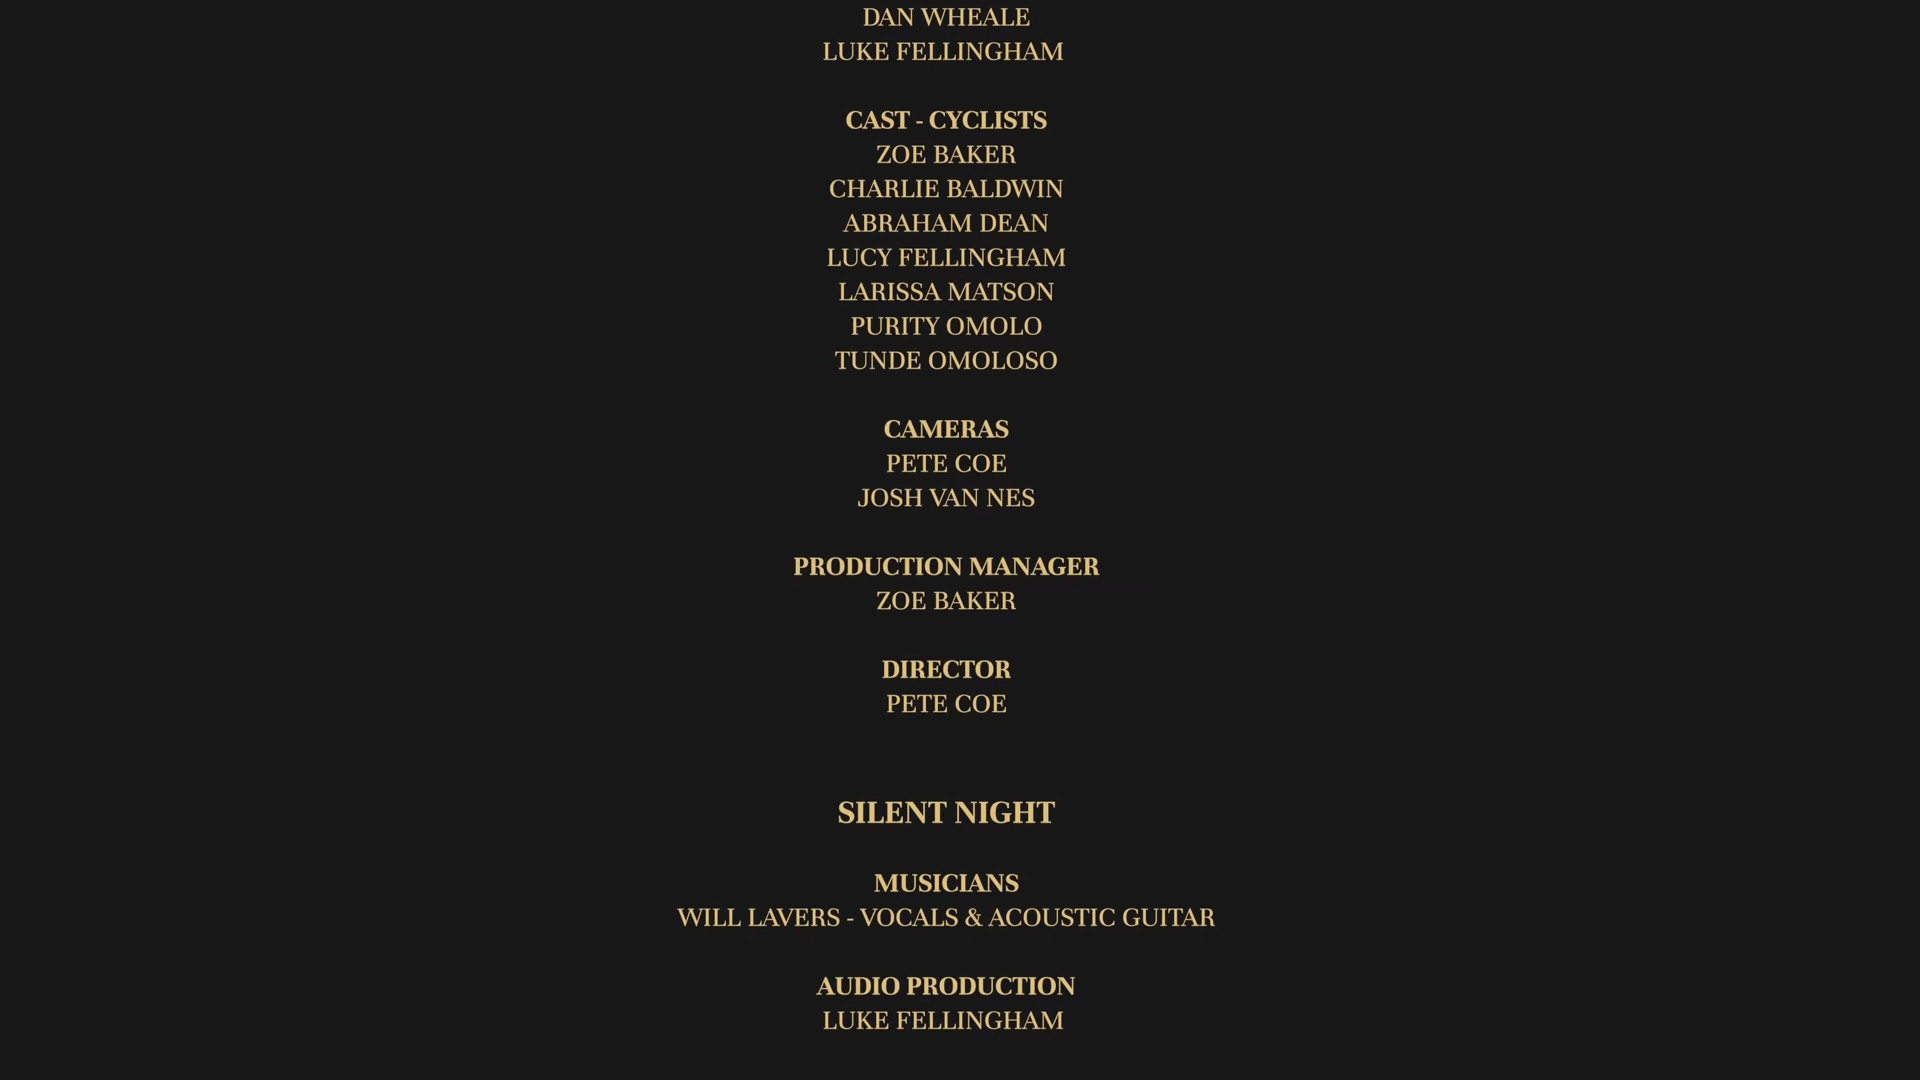 DAN WHEALE
LUKE FELLINGHAM
CAST - CYCLISTS
ZOE BAKER
CHARLIE BALDWIN
ABRAHAM DEAN
LUCY FELLINGHAM
LARISSA MATSON
PURITY OMOLO
TUNDE OMOLOSO
CAMERAS
PETE COE
JOSH VAN NES
PRODUCTION MANAGER
ZOE BAKER
DIRECTOR
PETE COE
SILENT NIGHT
MUSICIANS
WILL LAVERS - VOCALS & ACOUSTIC GUITAR
AUDIO PRODUCTION
LUKE FELLINGHAM